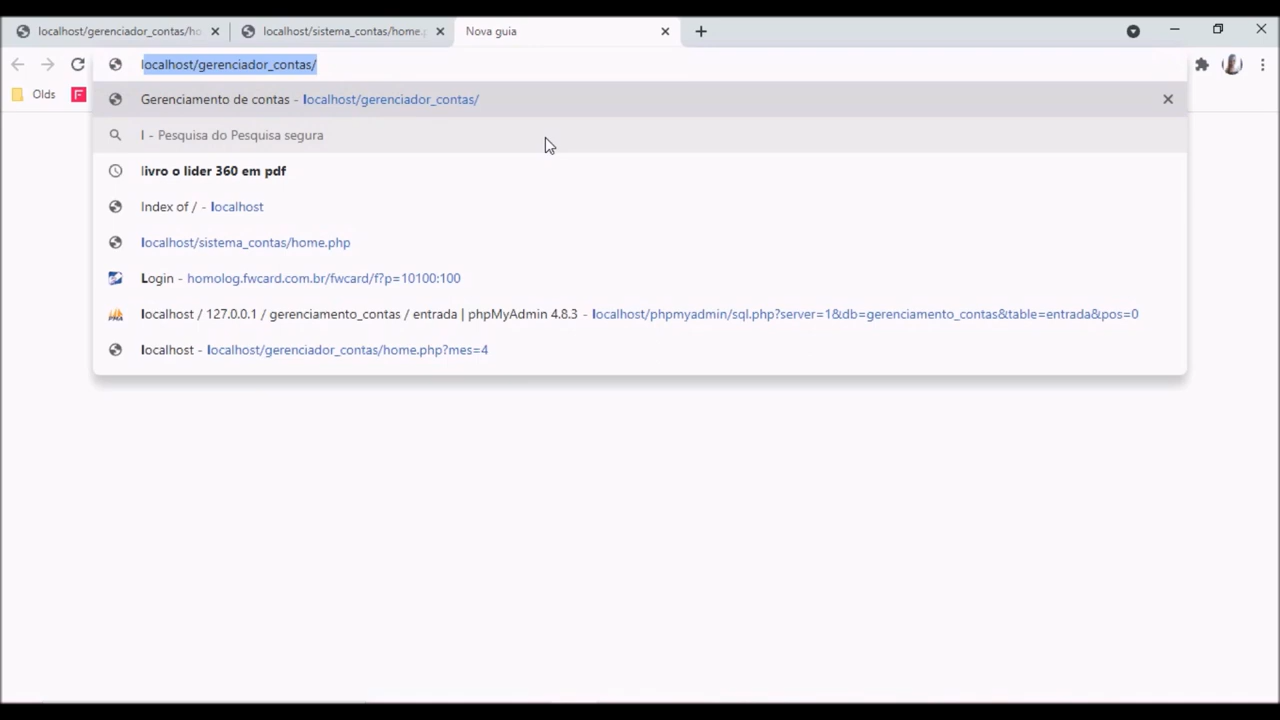 localhost/gerenciador_contas/ho
localhost/sistema_contas/home.p
Nova guia
localhost/gerenciador_contas/
Olds
Gerenciamento de contas - localhost/gerenciador_contas/
l - Pesquisa do Pesquisa segura
livro o lider 360 em pdf
Index of / - localhost
localhost/sistema_contas/home.php
Login - homolog.fwcard.com.br/fwcard/f?p=10100:100
localhost / 127.0.0.1 / gerenciamento_contas / entrada | phpMyAdmin 4.8.3 - localhost/phpmyadmin/sql.php?server=1&db=gerenciamento_contas&table=entrada&pos=0
localhost - localhost/gerenciador_contas/home.php?mes=4